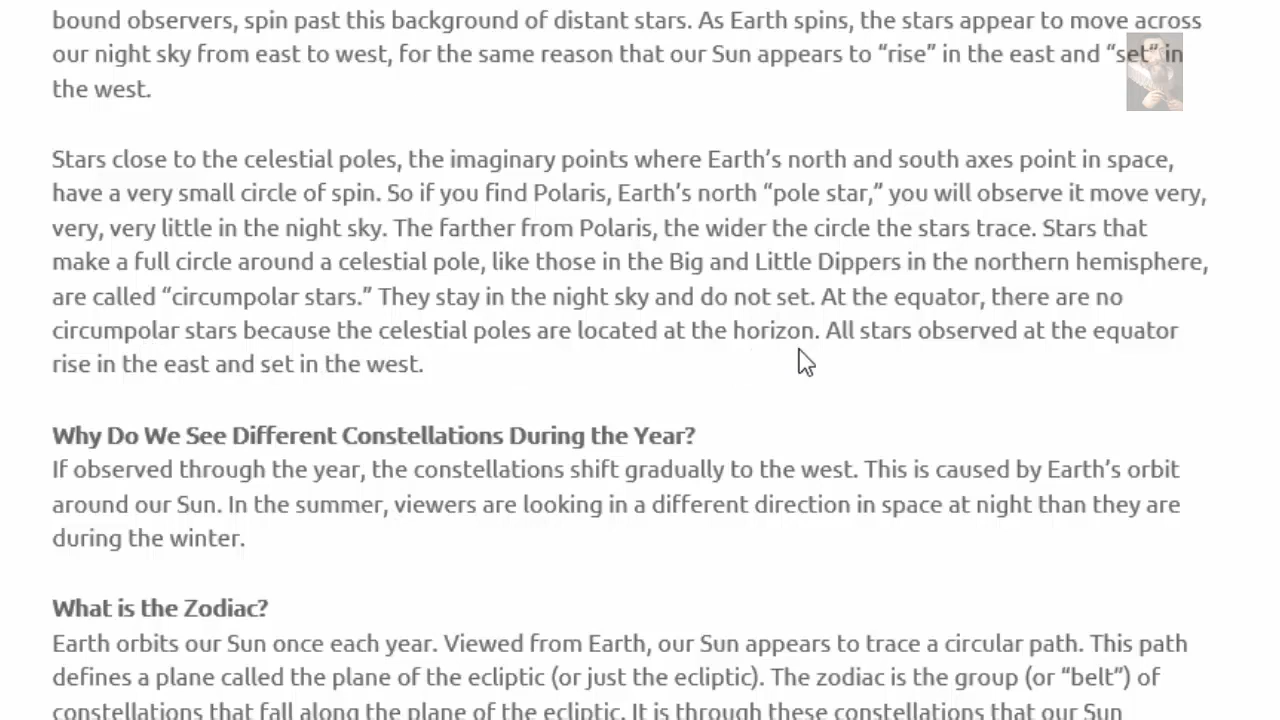 bound observers, spin past this background of distant stars. As Earth spins, the stars appear to move across
our night sky from east to west, for the same reason that our Sun appears to “rise” in the east and “set” in
the west.
Stars close to the celestial poles, the imaginary points where Earth’s north and south axes point in space,
have a very small circle of spin. So if you find Polaris, Earth’s north “pole star,” you will observe it move very,
very, very little in the night sky. The farther from Polaris, the wider the circle the stars trace. Stars that
make a full circle around a celestial pole, like those in the Big and Little Dippers in the northern hemisphere,
are called “circumpolar stars.” They stay in the night sky and do not set. At the equator, there are no
circumpolar stars because the celestial poles are located at the horizon. All stars observed at the equator
rise in the east and set in the west.
Why Do We See Different Constellations During the Year?
If observed through the year, the constellations shift gradually to the west. This is caused by Earth’s orbit
around our Sun. In the summer, viewers are looking in a different direction in space at night than they are
during the winter.
What is the Zodiac?
Earth orbits our Sun once each year. Viewed from Earth, our Sun appears to trace a circular path. This path
defines a plane called the plane of the ecliptic (or just the ecliptic). The zodiac is the group (or “belt”) of
constellations that fall along the plane of the ecliptic. It is through these constellations that our Sun